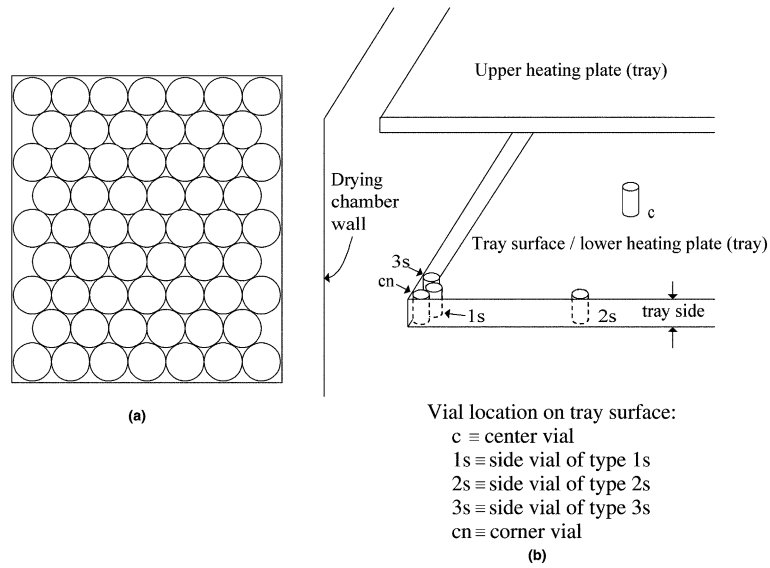 (a)
Upper heating plate (tray)
Drying
chamber
wall
c
Tray surface / lower heating plate (tray)
3s
cn
1s
2s
tray side
Vial location on tray surface:
c ≡ center vial
1s ≡ side vial of type 1s
2s ≡ side vial of type 2s
3s ≡ side vial of type 3s
cn ≡ corner vial
(b)